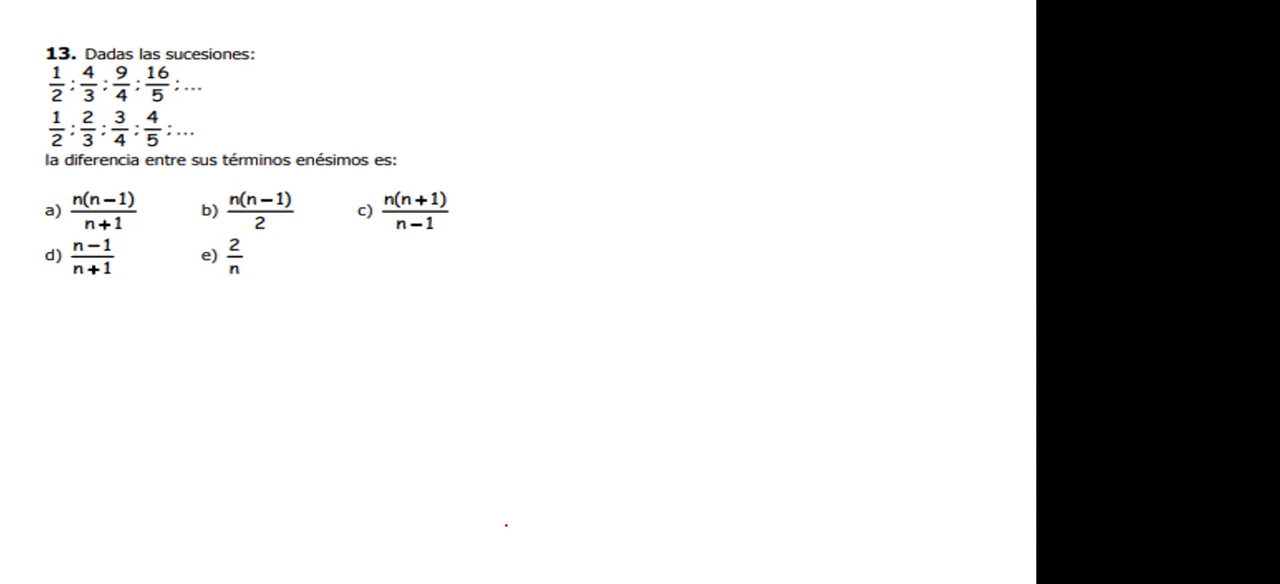 13. Dadas las sucesiones:
1/2 ; 4/3 ; 9/4 ; 16/5 ; ...
1/2 ; 2/3 ; 3/4 ; 4/5 ; ...
la diferencia entre sus términos enésimos es:
a) n(n−1)/n+1 b) n(n−1)/2 c) n(n+1)/n−1
d) n−1/n+1 e) 2/n